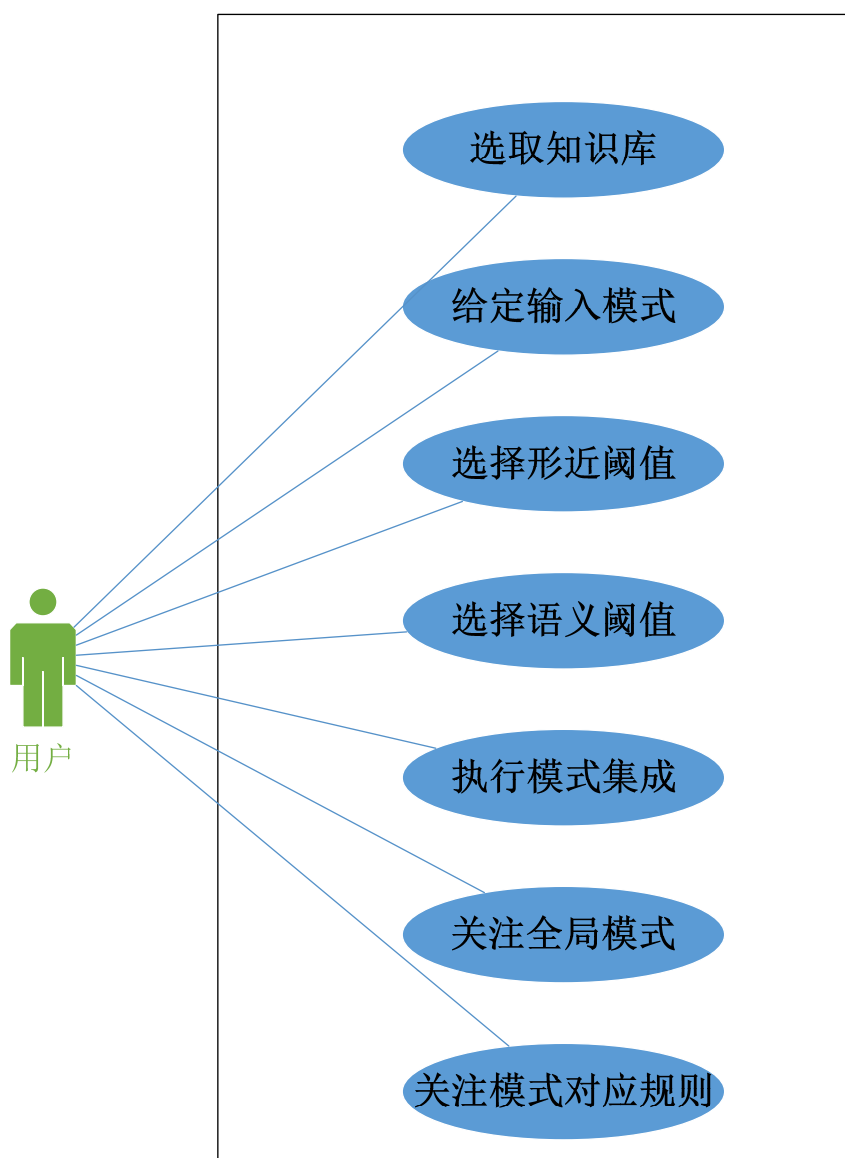 选取知识库
给定输入模式
选择形近阈值
选择语义阈值
用户
执行模式集成
关注全局模式
关注模式对应规则